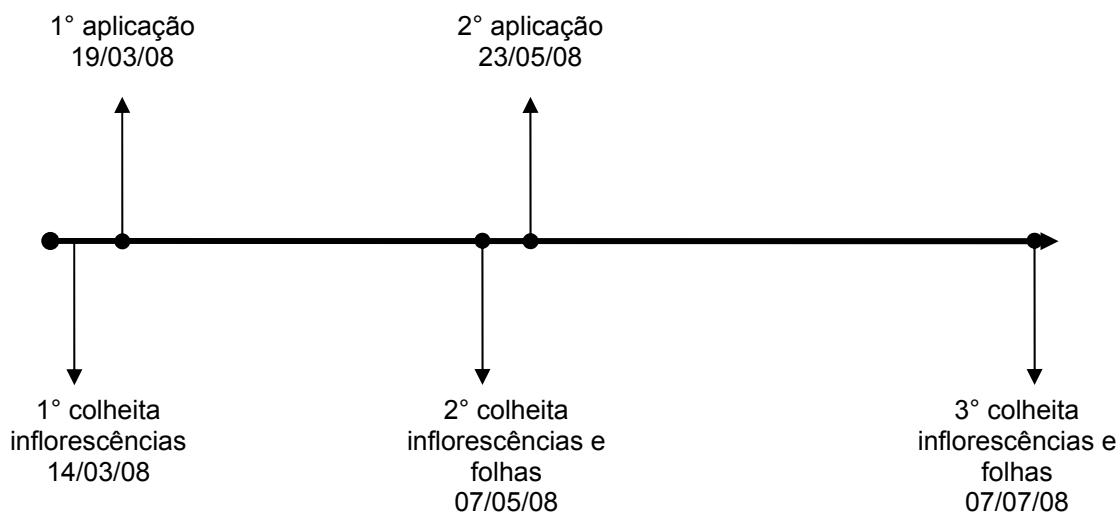 1° aplicação
19/03/08
2° aplicação
23/05/08
1° colheita
inflorescências
14/03/08
2° colheita
inflorescências e
folhas
07/05/08
3° colheita
inflorescências e
folhas
07/07/08